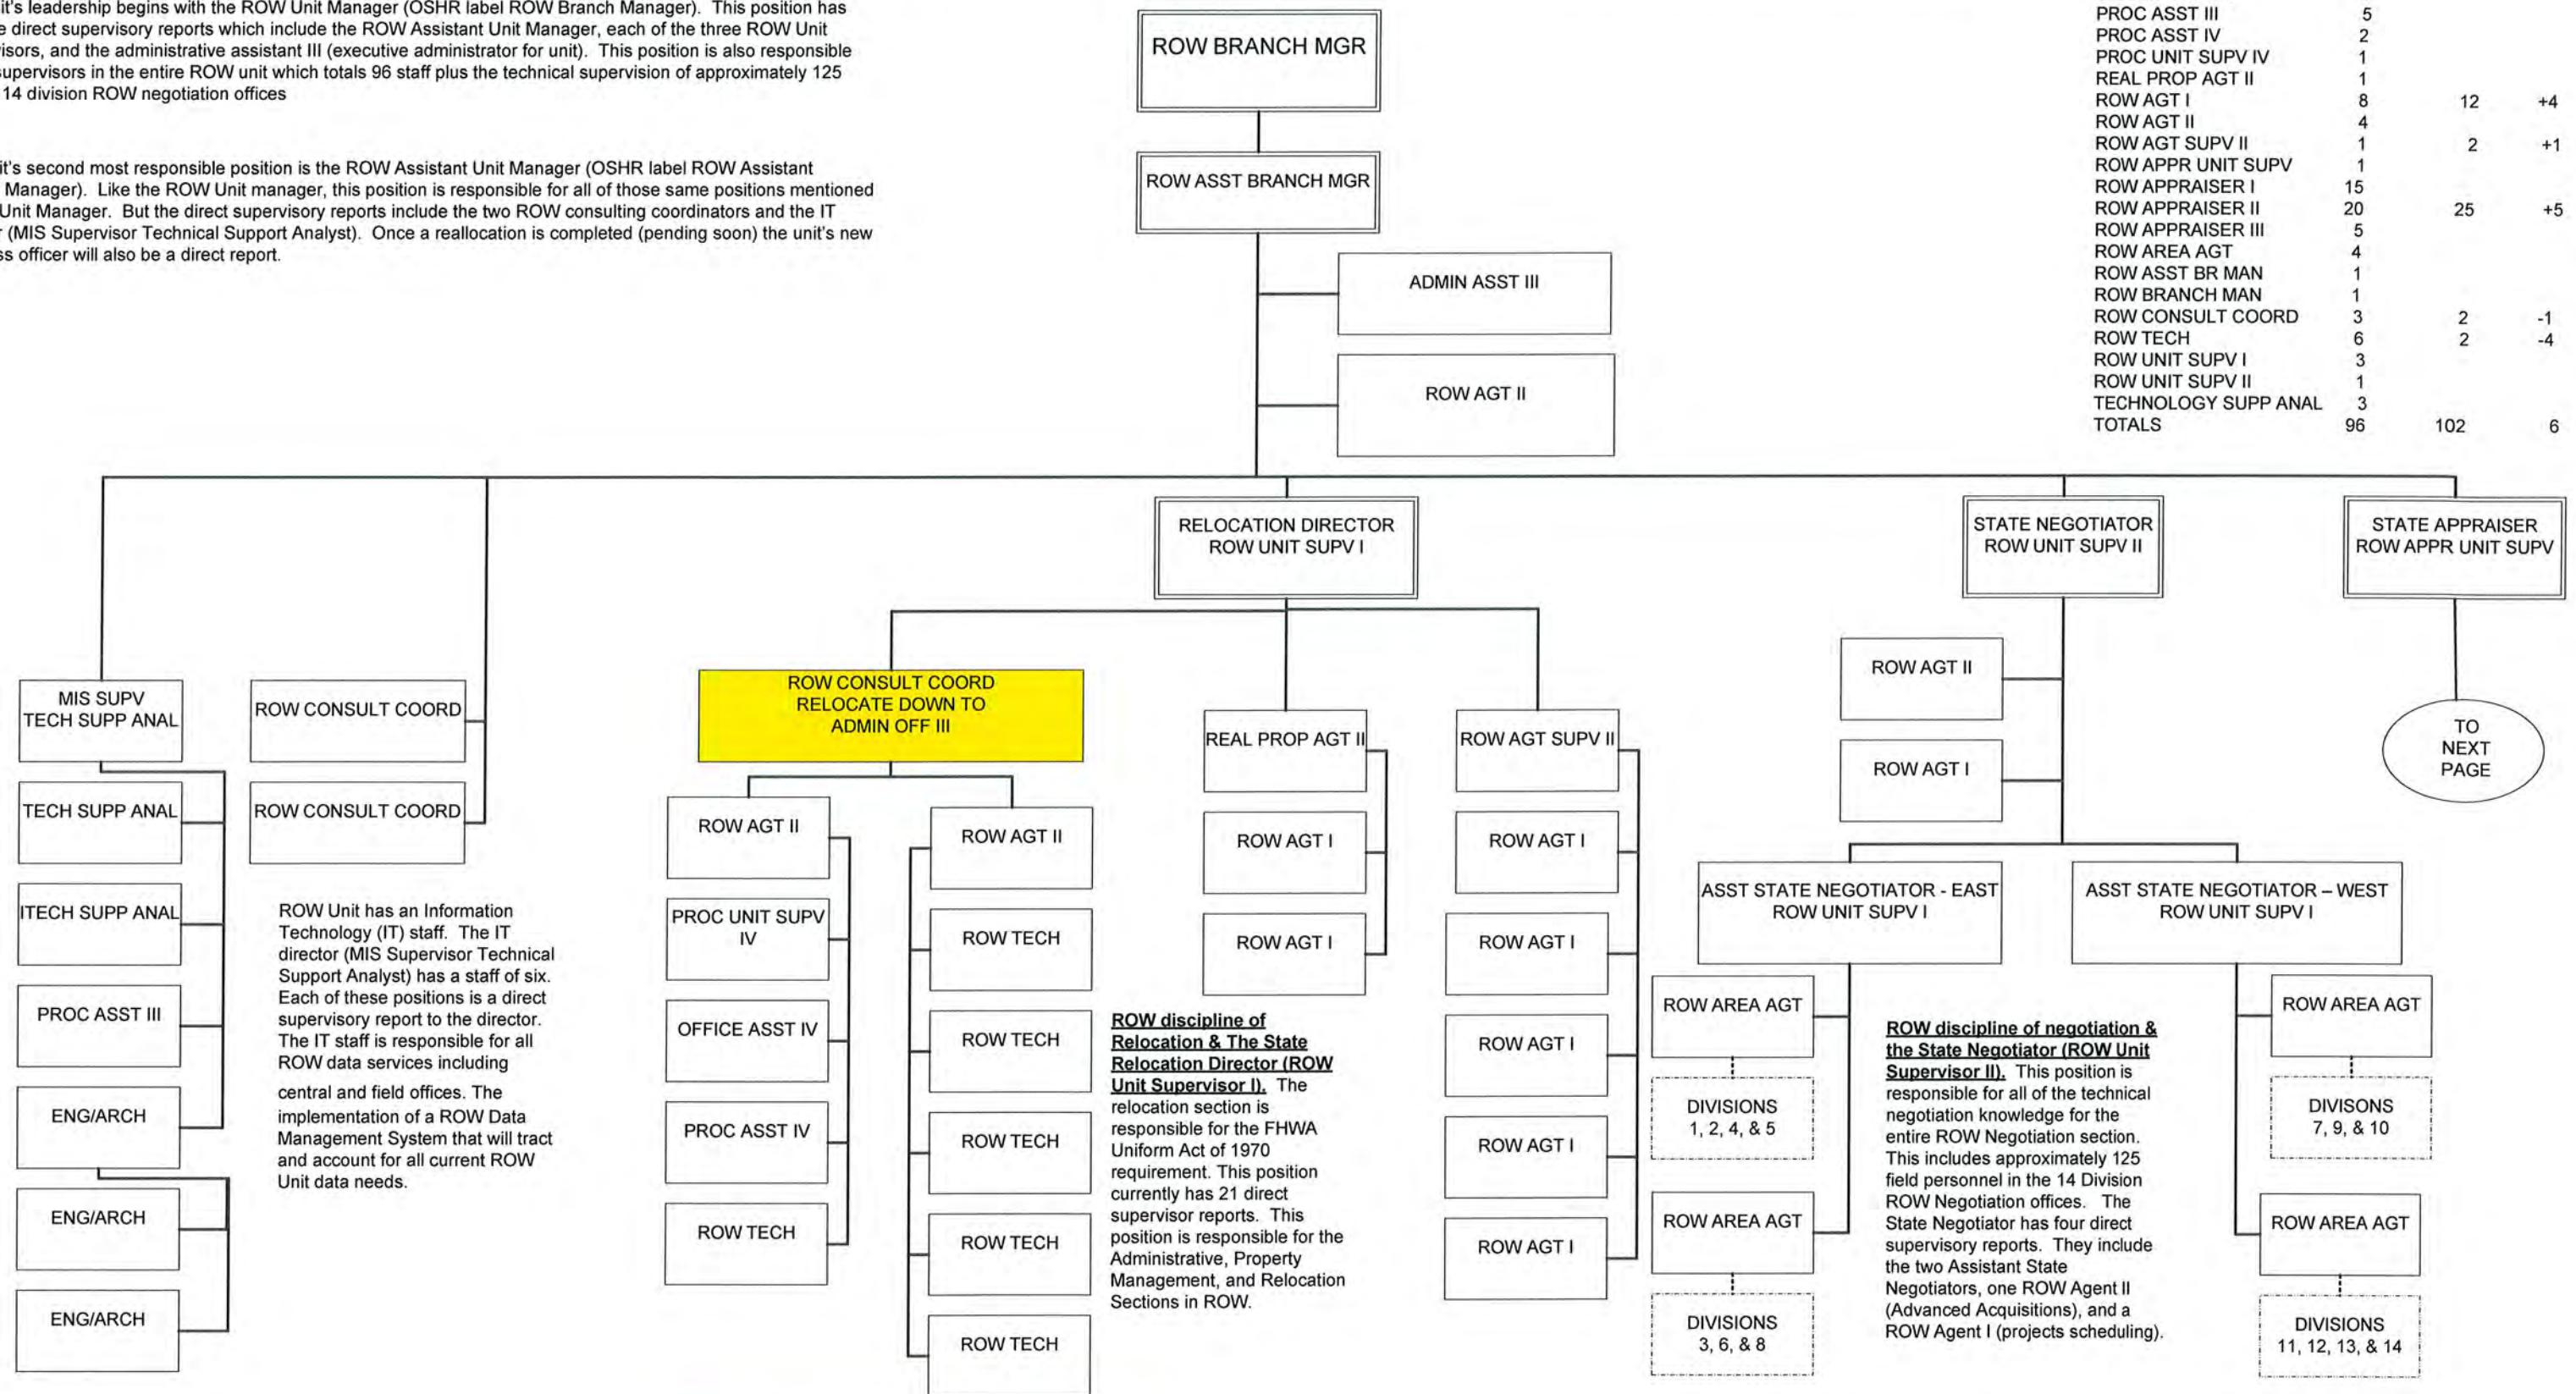 it's leadership begins with the ROW Unit Manager (OSHR label ROW Branch Manager). This position has
e direct supervisory reports which include the ROW Assistant Unit Manager, each of the three ROW Unit
visors, and the administrative assistant III (executive administrator for unit). This position is also responsible
supervisors in the entire ROW unit which totals 96 staff plus the technical supervision of approximately 125
14 division ROW negotiation offices
it's second most responsible position is the ROW Assistant Unit Manager (OSHR label ROW Assistant
Manager). Like the ROW Unit manager, this position is responsible for all of those same positions mentioned
Unit Manager. But the direct supervisory reports include the two ROW consulting coordinators and the IT
r (MIS Supervisor Technical Support Analyst). Once a reallocation is completed (pending soon) the unit's new
ss officer will also be a direct report.
ROW BRANCH MGR
ROW ASST BRANCH MGR
ADMIN ASST III
ROW AGT II
PROC ASST III 5
PROC ASST IV 2
PROC UNIT SUPV IV 1
REAL PROP AGT II 1
ROW AGT I 8 12 +4
ROW AGT II 4
ROW AGT SUPV II 1 2 +1
ROW APPR UNIT SUPV 1
ROW APPRAISER I 15
ROW APPRAISER II 20 25 +5
ROW APPRAISER III 5
ROW AREA AGT 4
ROW ASST BR MAN 1
ROW BRANCH MAN 1
ROW CONSULT COORD 3 2 -1
ROW TECH 6 2 -4
ROW UNIT SUPV I 3
ROW UNIT SUPV II 1
TECHNOLOGY SUPP ANAL 3
TOTALS 96 102 6
RELOCATION DIRECTOR
ROW UNIT SUPV I
STATE NEGOTIATOR
ROW UNIT SUPV II
STATE APPRAISER
ROW APPR UNIT SUPV
TO
NEXT
PAGE
MIS SUPV
TECH SUPP ANAL
TECH SUPP ANAL
ITECH SUPP ANAL
PROC ASST III
ENG/ARCH
ENG/ARCH
ENG/ARCH
ROW CONSULT COORD
ROW CONSULT COORD
ROW Unit has an Information
Technology (IT) staff. The IT
director (MIS Supervisor Technical
Support Analyst) has a staff of six.
Each of these positions is a direct
supervisory report to the director.
The IT staff is responsible for all
ROW data services including
central and field offices. The
implementation of a ROW Data
Management System that will tract
and account for all current ROW
Unit data needs.
ROW CONSULT COORD
RELOCATE DOWN TO
ADMIN OFF III
ROW AGT II
PROC UNIT SUPV
IV
OFFICE ASST IV
PROC ASST IV
ROW TECH
ROW AGT II
ROW TECH
ROW TECH
ROW TECH
ROW TECH
ROW TECH
REAL PROP AGT II
ROW AGT I
ROW AGT I
ROW discipline of
Relocation & The State
Relocation Director (ROW
Unit Supervisor I). The
relocation section is
responsible for the FHWA
Uniform Act of 1970
requirement. This position
currently has 21 direct
supervisor reports. This
position is responsible for the
Administrative, Property
Management, and Relocation
Sections in ROW.
ROW AGT SUPV II
ROW AGT I
ROW AGT I
ROW AGT I
ROW AGT I
ROW AGT I
ROW AGT II
ROW AGT I
ASST STATE NEGOTIATOR - EAST
ROW UNIT SUPV I
ROW AREA AGT
DIVISIONS
1, 2, 4, & 5
ROW AREA AGT
DIVISIONS
3, 6, & 8
ROW discipline of negotiation &
the State Negotiator (ROW Unit
Supervisor II). This position is
responsible for all of the technical
negotiation knowledge for the
entire ROW Negotiation section.
This includes approximately 125
field personnel in the 14 Division
ROW Negotiation offices. The
State Negotiator has four direct
supervisory reports. They include
the two Assistant State
Negotiators, one ROW Agent II
(Advanced Acquisitions), and a
ROW Agent I (projects scheduling).
ASST STATE NEGOTIATOR – WEST
ROW UNIT SUPV I
ROW AREA AGT
DIVISONS
7, 9, & 10
ROW AREA AGT
DIVISIONS
11, 12, 13, & 14